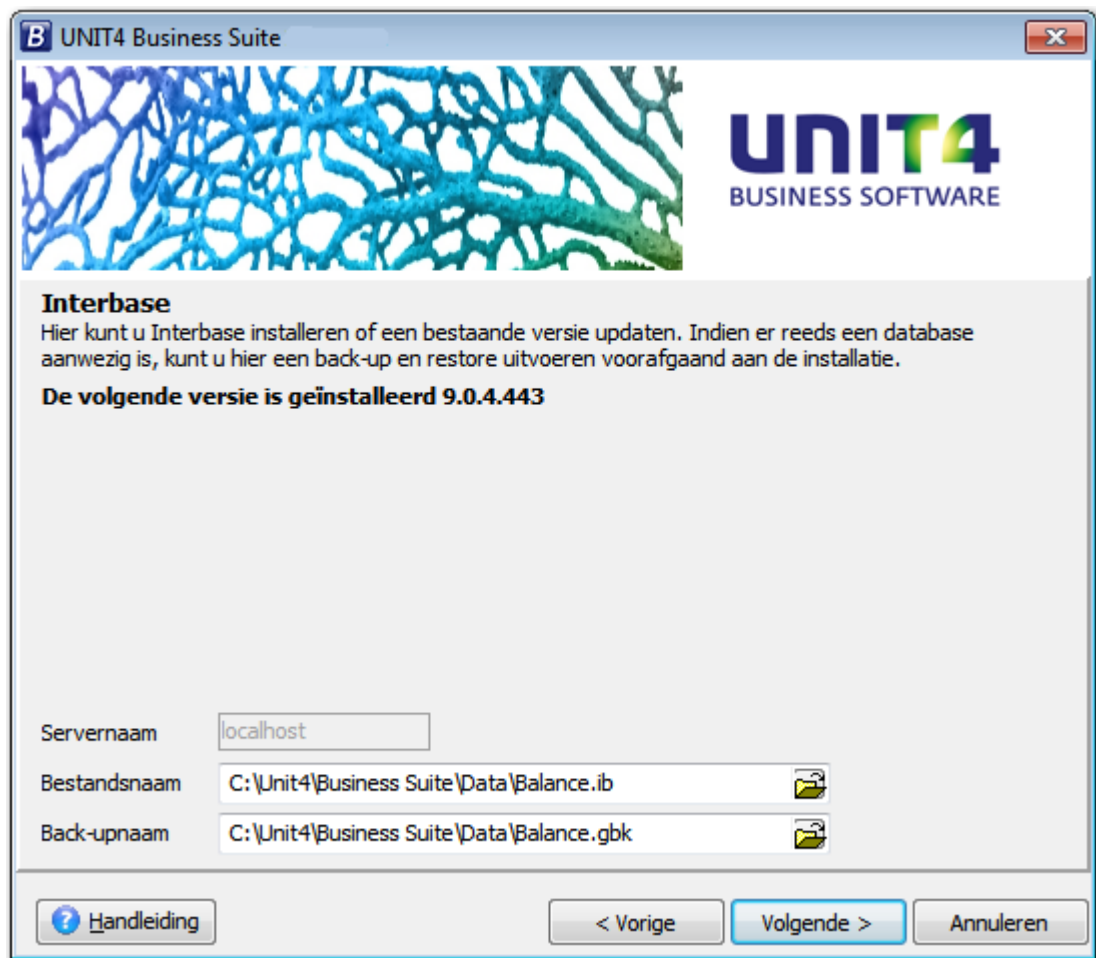 B UNIT4 Business Suite
UNIT4
BUSINESS SOFTWARE
Interbase
Hier kunt u Interbase installeren of een bestaande versie updaten. Indien er reeds een database
aanwezig is, kunt u hier een back-up en restore uitvoeren voorafgaand aan de installatie.
De volgende versie is geïnstalleerd 9.0.4.443
Servernaam localhost
Bestandsnaam C:\Unit4\Business Suite\Data\Balance.ib
Back-upnaam C:\Unit4\Business Suite\Data\Balance.gbk
? Handleiding < Vorige Volgende > Annuleren